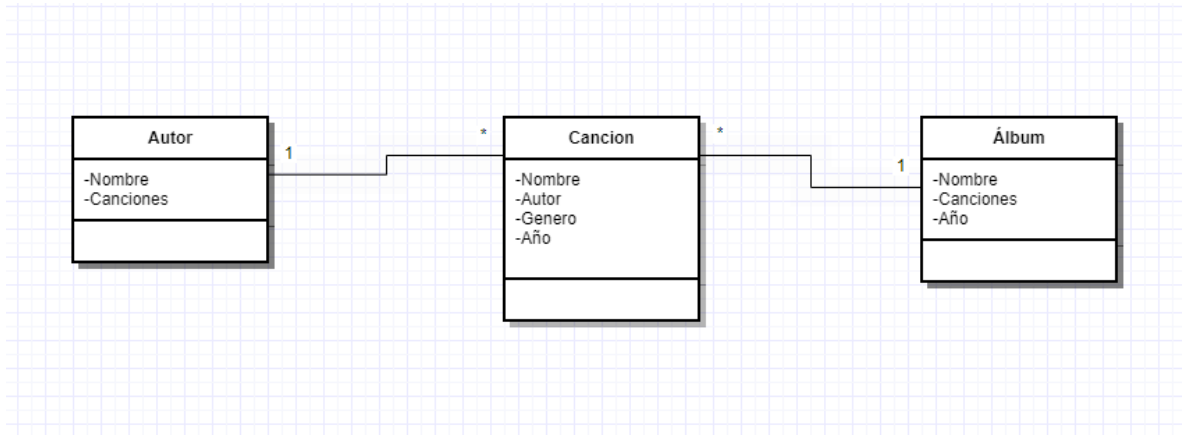 Autor
-Nombre
-Canciones
1
*
Cancion
-Nombre
-Autor
-Genero
-Año
*
1
Álbum
-Nombre
-Canciones
-Año